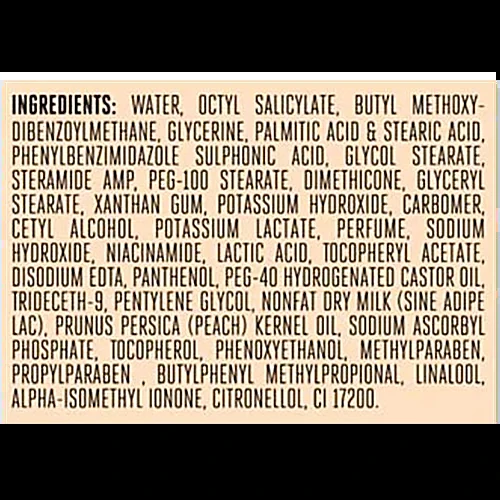 INGREDIENTS: WATER, OCTYL SALICYLATE, BUTYL METHOXY-
DIBENZOYLMETHANE, GLYCERINE, PALMITIC ACID & STEARIC ACID,
PHENYLBENZIMIDAZOLE SULPHONIC ACID, GLYCOL STEARATE,
STERAMIDE AMP, PEG-100 STEARATE, DIMETHICONE, GLYCERYL
STEARATE, XANTHAN GUM, POTASSIUM HYDROXIDE, CARBOMER,
CETYL ALCOHOL, POTASSIUM LACTATE, PERFUME, SODIUM
HYDROXIDE, NIACINAMIDE, LACTIC ACID, TOCOPHERYL ACETATE,
DISODIUM EDTA, PANTHENOL, PEG-40 HYDROGENATED CASTOR OIL,
TRIDECETH-9, PENTYLENE GLYCOL, NONFAT DRY MILK (SINE ADIPE
LAC), PRUNUS PERSICA (PEACH) KERNEL OIL, SODIUM ASCORBYL
PHOSPHATE, TOCOPHEROL, PHENOXYETHANOL, METHYLPARABEN,
PROPYLPARABEN , BUTYLPHENYL METHYLPROPIONAL, LINALOOL,
ALPHA-ISOMETHYL IONONE, CITRONELLOL, CI 17200.